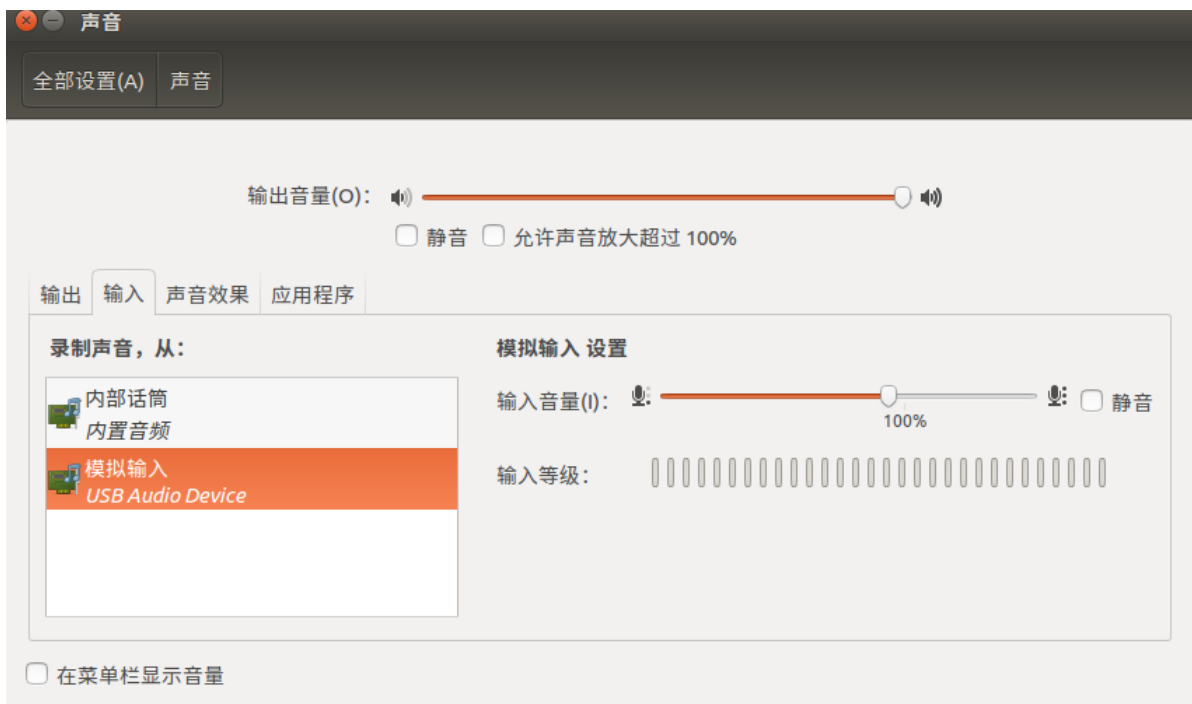 声音
全部设置(A) 声音
输出音量(O)：
静音 允许声音放大超过 100%
输出 输入 声音效果 应用程序
录制声音，从：
内部话筒
内置音频
模拟输入
USB Audio Device
模拟输入 设置
输入音量(I)： 静音
100%
输入等级：
在菜单栏显示音量